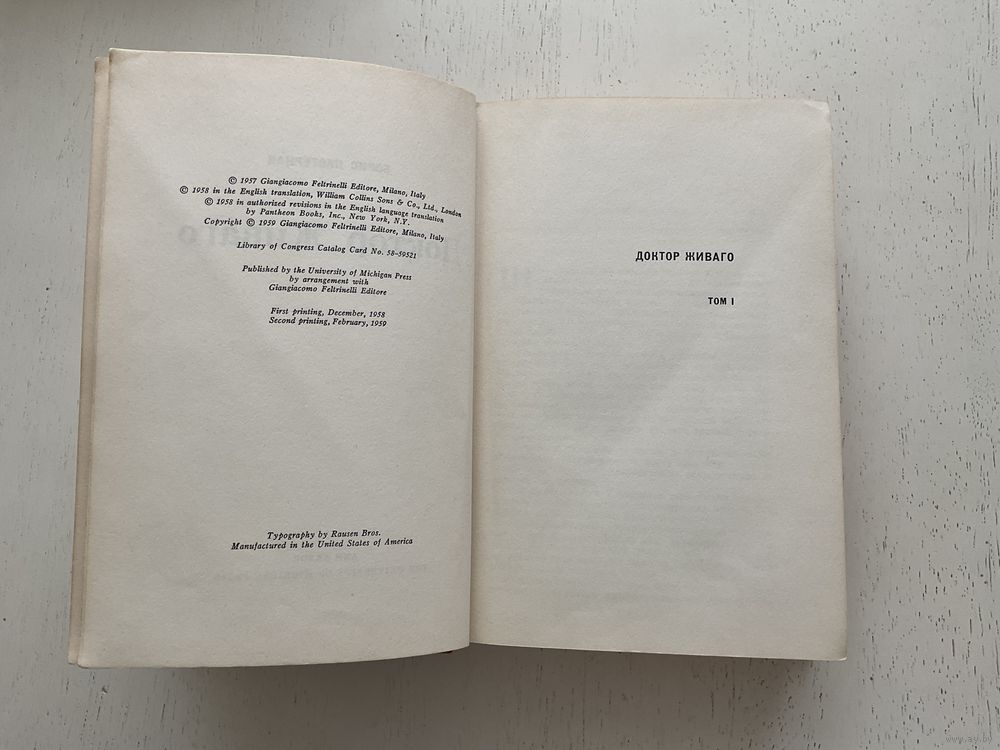 © 1957 Giangiacomo Feltrinelli Editore, Milano, Italy
© 1958 in the English translation, William Collins Sons & Co., Ltd., London
© 1958 in authorized revisions in the English language translation
by Pantheon Books, Inc., New York, N.Y.
Copyright © 1959 Giangiacomo Feltrinelli Editore, Milano, Italy
Library of Congress Catalog Card No. 58-59521
Published by the University of Michigan Press
by arrangement with
Giangiacomo Feltrinelli Editore
First printing, December, 1958
Second printing, February, 1959
Typography by Rausen Bros.
Manufactured in the United States of America
ДОКТОР ЖИВАГО
ТОМ I
www.ay.by